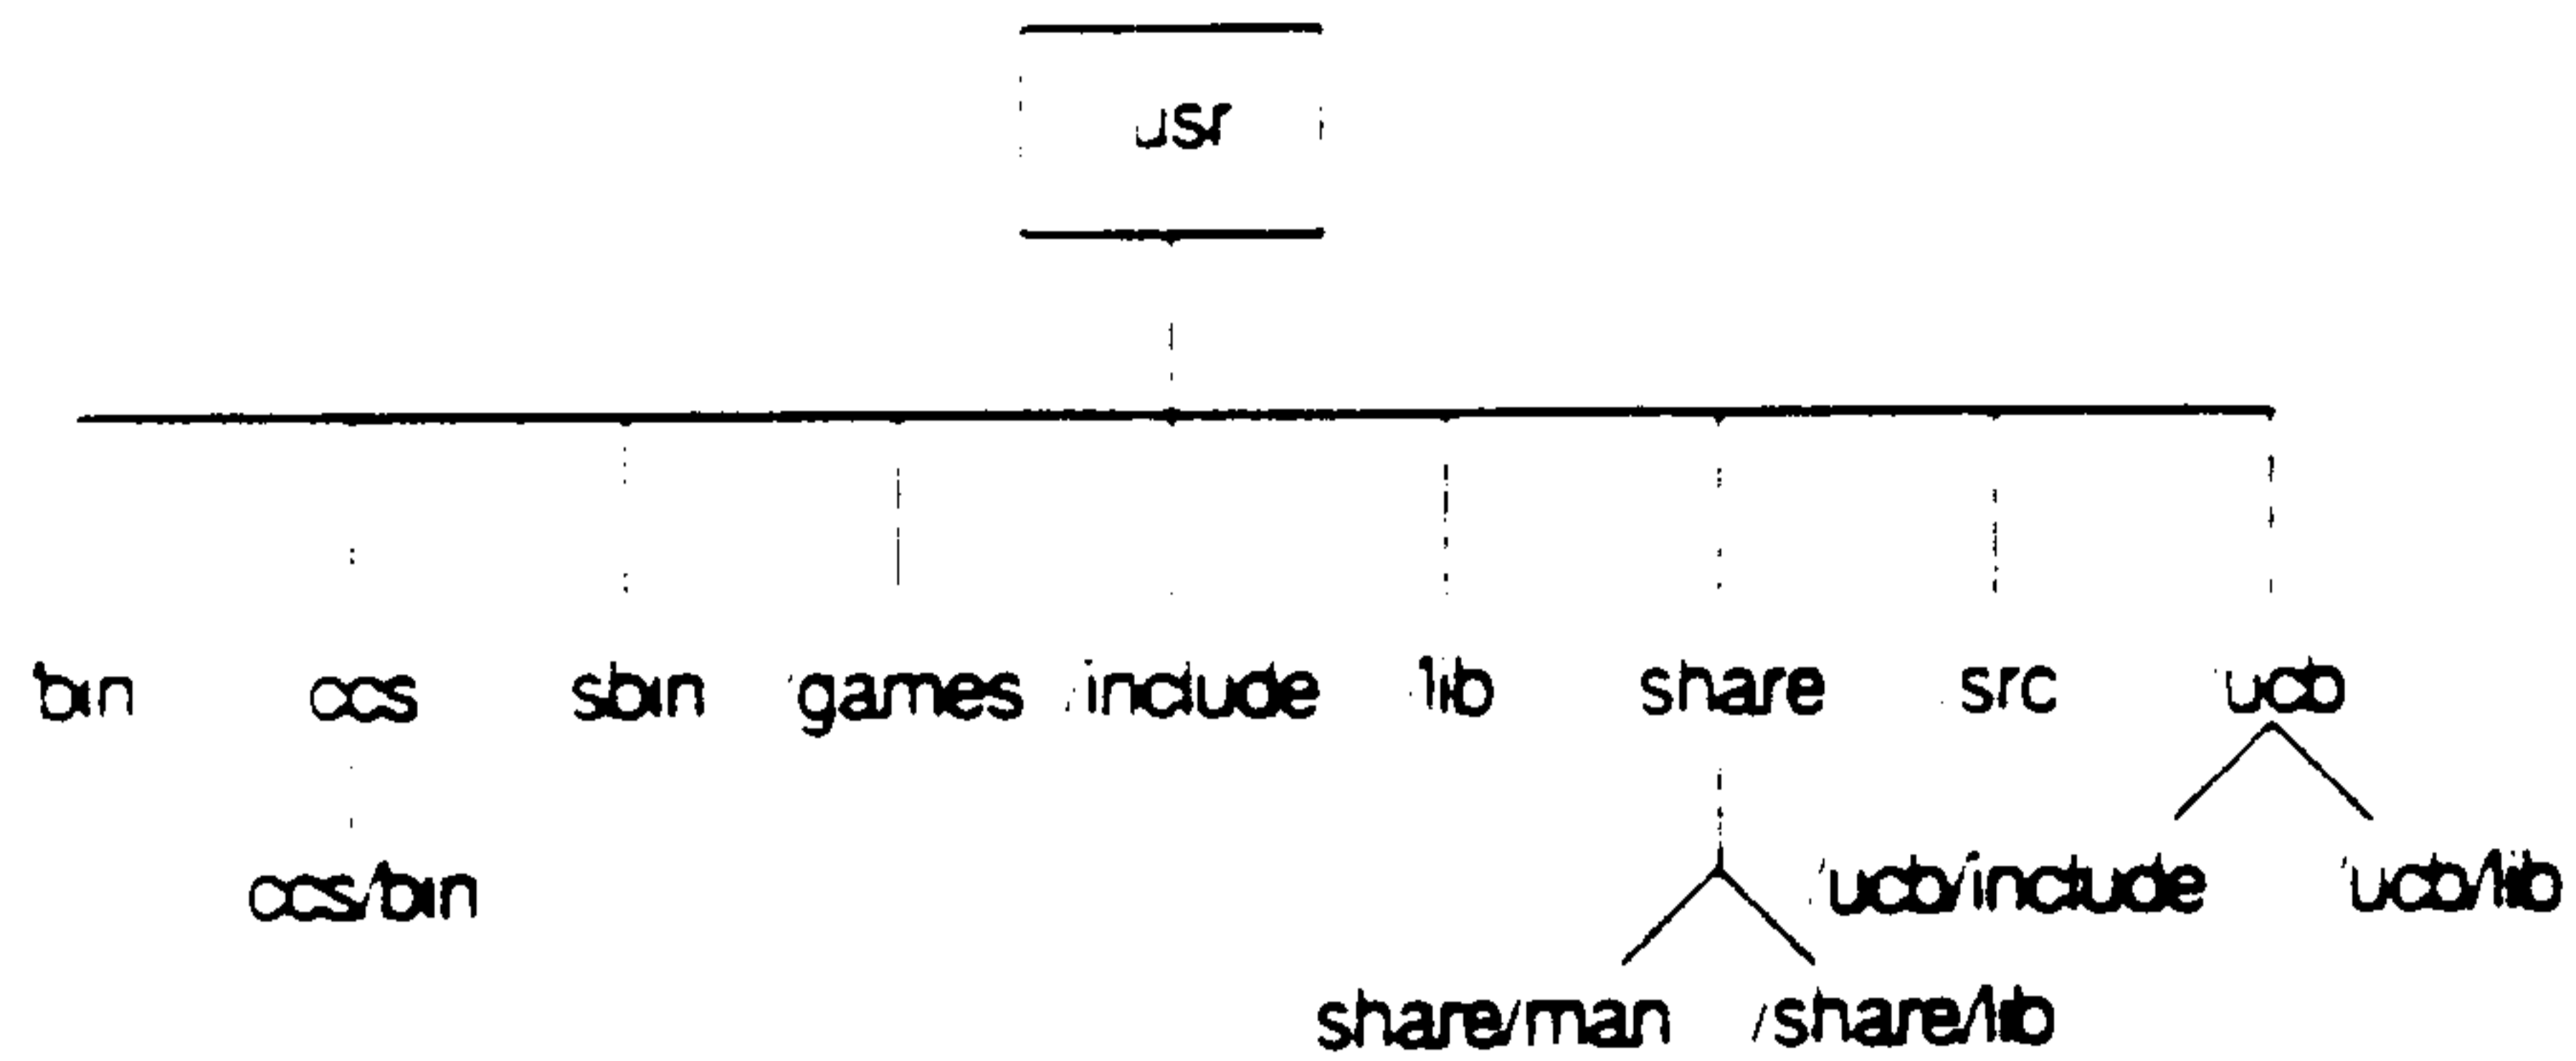 usr
bin ccs sbin /games /include /lib share /src /ucb
ccs/bin /ucb/include /ucb/lib
share/man /share/lib